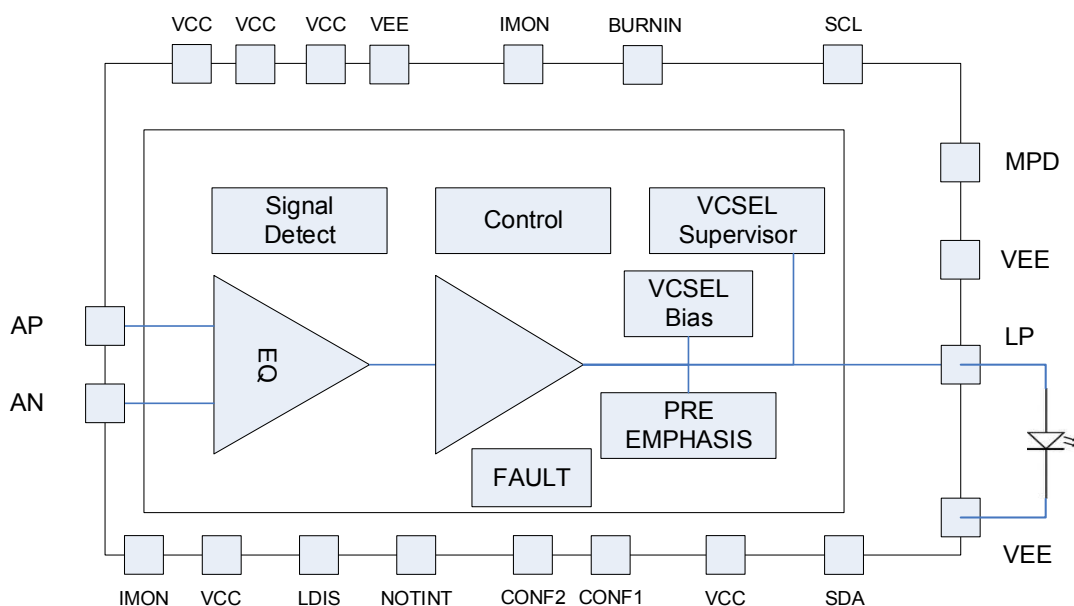 VCC VCC VCC VEE IMON BURNIN SCL
MPD
Signal
Detect
Control
VCSEL
Supervisor
VEE
VCSEL
Bias
AP
LP
EQ
AN
PRE
EMPHASIS
FAULT
VEE
IMON VCC LDIS NOTINT CONF2 CONF1 VCC SDA